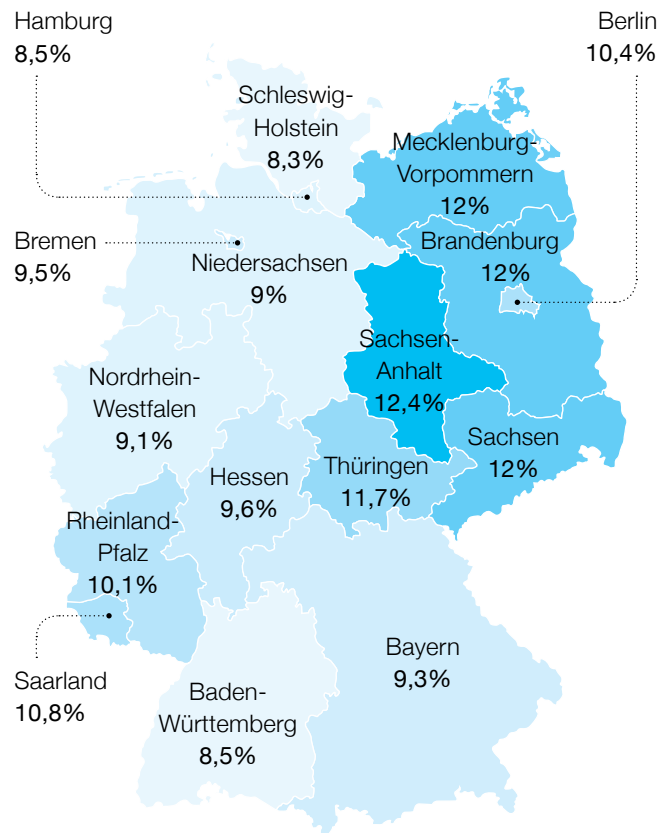 Hamburg
8,5%
Berlin
10,4%
Schleswig-
Holstein
8,3%
Mecklenburg-
Vorpommern
12%
Bremen
9,5%
Niedersachsen
9%
Brandenburg
12%
Sachsen-
Anhalt
12,4%
Nordrhein-
Westfalen
9,1%
Hessen
9,6%
Thüringen
11,7%
Sachsen
12%
Rheinland-
Pfalz
10,1%
Saarland
10,8%
Baden-
Württemberg
8,5%
Bayern
9,3%